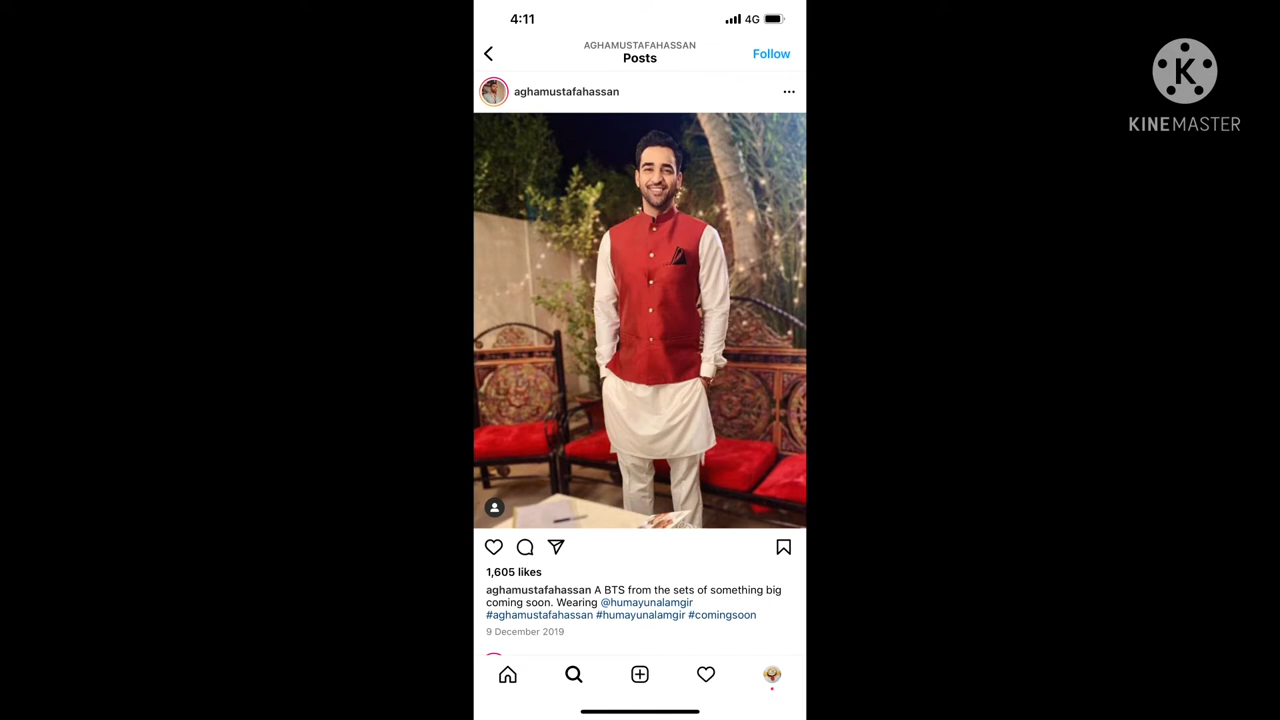 4:11
4G
AGHAMUSTAFAHASSAN
Posts
Follow
aghamustafahassan
1,605 likes
aghamustafahassan A BTS from the sets of something big
coming soon. Wearing @humayunalamgir
#aghamustafahassan #humayunalamgir #comingsoon
9 December 2019
K
KINEMASTER